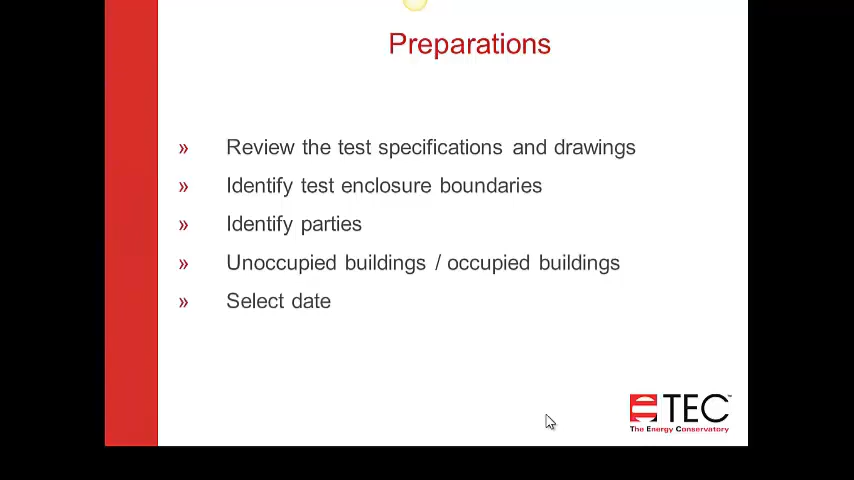 Preparations
» Review the test specifications and drawings
» Identify test enclosure boundaries
» Identify parties
» Unoccupied buildings / occupied buildings
» Select date
TEC™
The Energy Conservatory